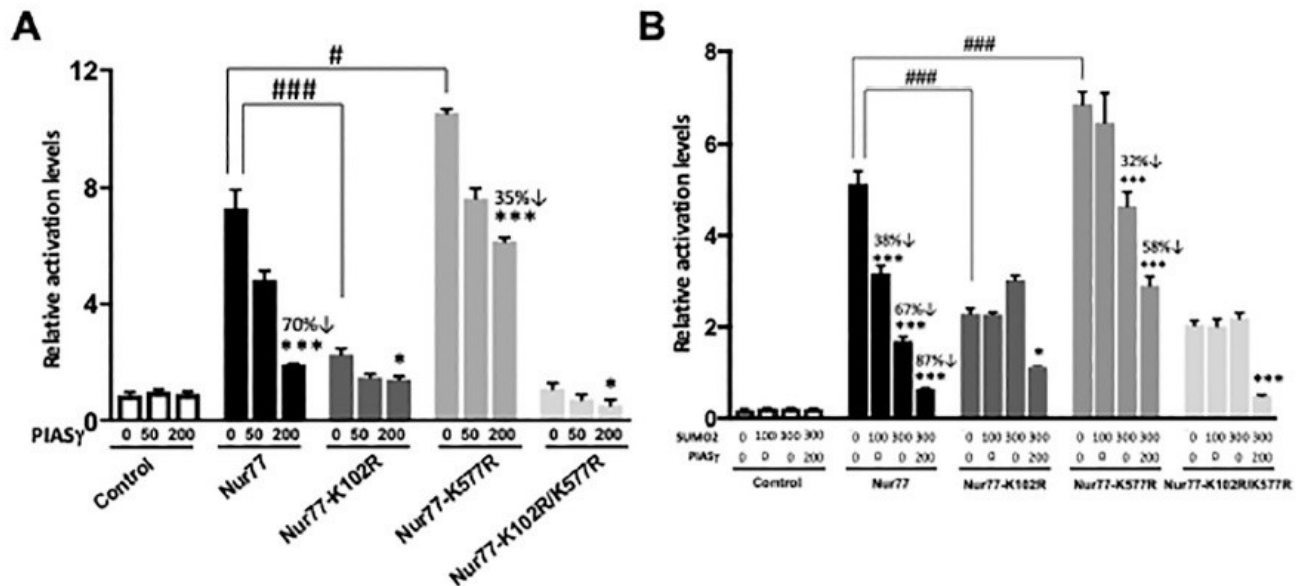 A
#
###
12
8
4
0
Relative activation levels
70%↓
***
*
35%↓
***
*
PIASγ
0 50 200
0 50 200
0 50 200
0 50 200
0 50 200
Control
Nur77
Nur77-K102R
Nur77-K577R
Nur77-K102R/K577R
B
###
###
8
6
4
2
0
Relative activation levels
38%↓
***
67%↓
***
87%↓
***
*
32%↓
***
58%↓
***
***
SUMO2
0 100 300 300
0 100 300 300
0 100 300 300
0 100 300 300
0 100 300 300
PIASγ
0 0 0 200
0 0 0 200
0 0 0 200
0 0 0 200
0 0 0 200
Control
Nur77
Nur77-K102R
Nur77-K577R
Nur77-K102R/K577R